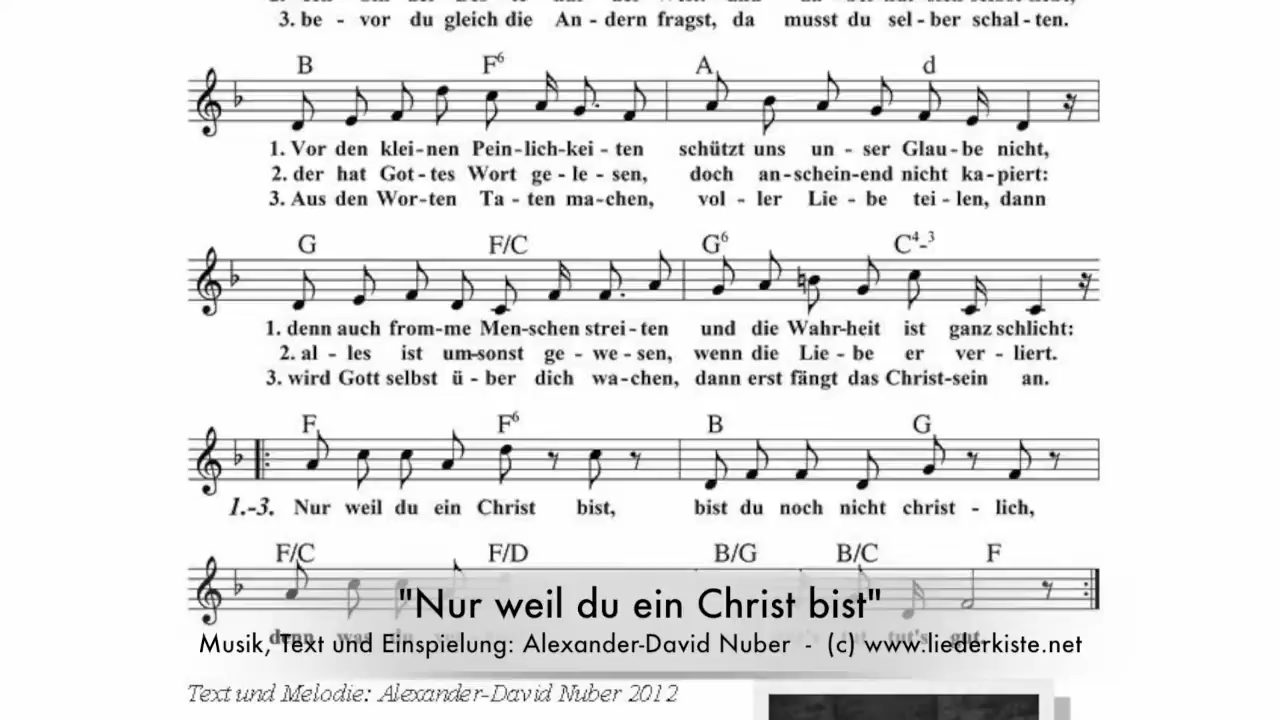 3. be - vor du gleich die An - dern fragst, da musst du sel - ber schal - ten.
B F6 A d
1. Vor den klei - nen Pein - lich - kei - ten schützt uns un - ser Glau - be nicht,
2. der hat Got - tes Wort ge - le - sen, doch an - schein - end nicht ka - piert:
3. Aus den Wor - ten Ta - ten ma - chen, vol - ler Lie - be tei - len, dann
G F/C G6 C4-3
1. denn auch from - me Men - schen strei - ten und die Wahr - heit ist ganz schlicht:
2. al - les ist um - sonst ge - we - sen, wenn die Lie - be er ver - liert.
3. wird Gott selbst ü - ber dich wa - chen, dann erst fängt das Christ - sein an.
F F6 B G
1.-3. Nur weil du ein Christ bist, bist du noch nicht christ - lich,
F/C F/D B/G B/C F
"Nur weil du ein Christ bist"
Musik, Text und Einspielung: Alexander-David Nuber - (c) www.liederkiste.net
Text und Melodie: Alexander-David Nuber 2012